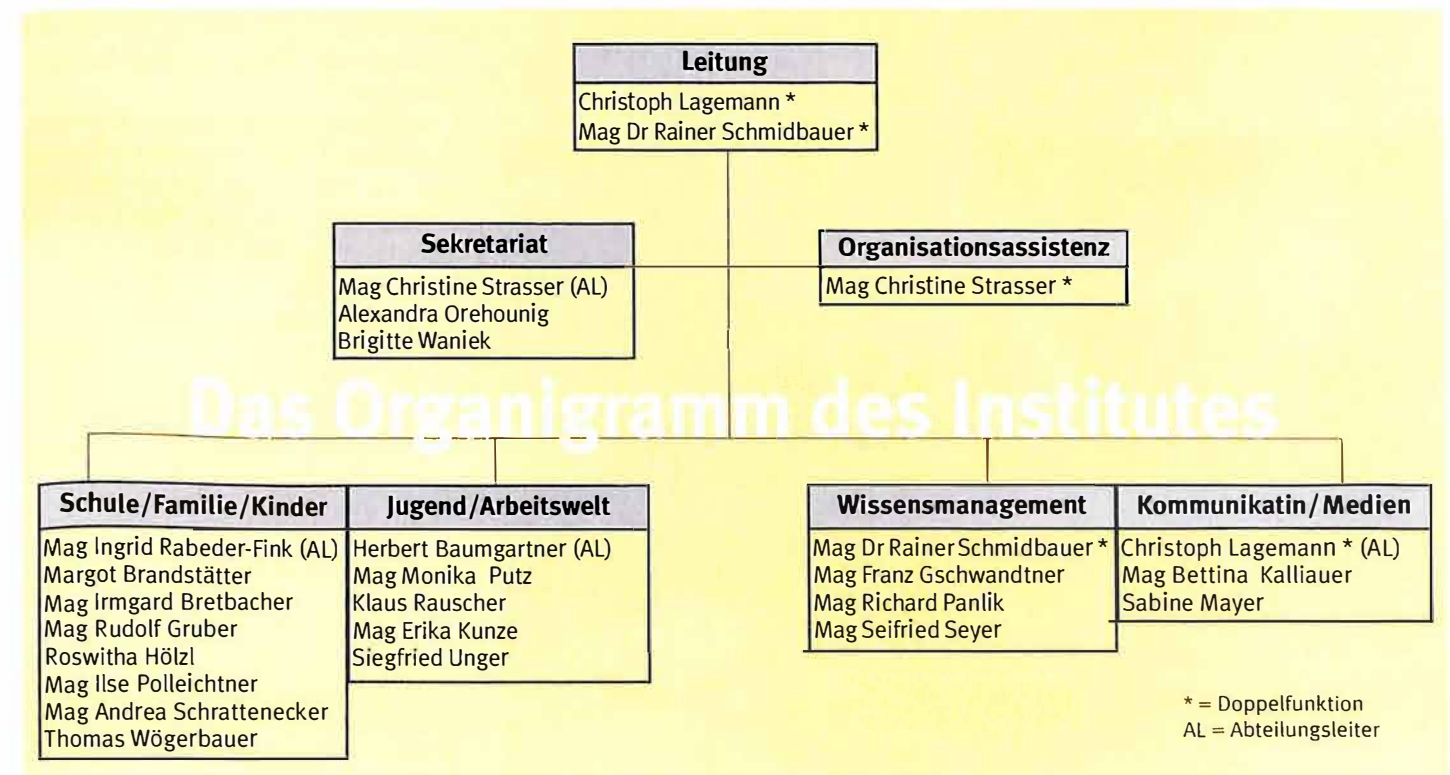 Leitung
Christoph Lagemann *
Mag Dr Rainer Schmidbauer *
Sekretariat
Mag Christine Strasser (AL)
Alexandra Orehounig
Brigitte Waniek
Organisationsassistenz
Mag Christine Strasser *
Das Organigramm des Institutes
Schule/Familie/Kinder
Mag Ingrid Rabeder-Fink (AL)
Margot Brandstätter
Mag Irmgard Bretbacher
Mag Rudolf Gruber
Roswitha Hölzl
Mag Ilse Polleichtner
Mag Andrea Schrattenecker
Thomas Wögerbauer
Jugend/Arbeitswelt
Herbert Baumgartner (AL)
Mag Monika Putz
Klaus Rauscher
Mag Erika Kunze
Siegfried Unger
Wissensmanagement
Mag Dr Rainer Schmidbauer *
Mag Franz Gschwandtner
Mag Richard Panlik
Mag Seifried Seyer
Kommunikatin/Medien
Christoph Lagemann * (AL)
Mag Bettina Kalliauer
Sabine Mayer
* = Doppelfunktion
AL = Abteilungsleiter